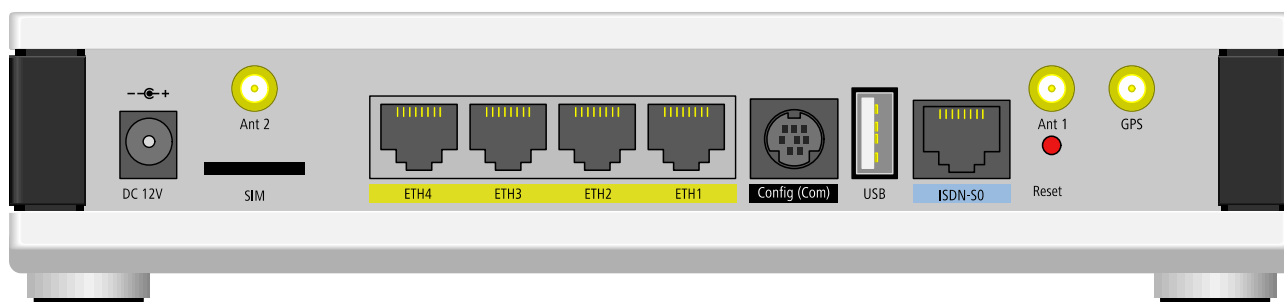 DC 12V
Ant 2
SIM
ETH4
ETH3
ETH2
ETH1
Config (Com)
USB
ISDN-S0
Ant 1
Reset
GPS